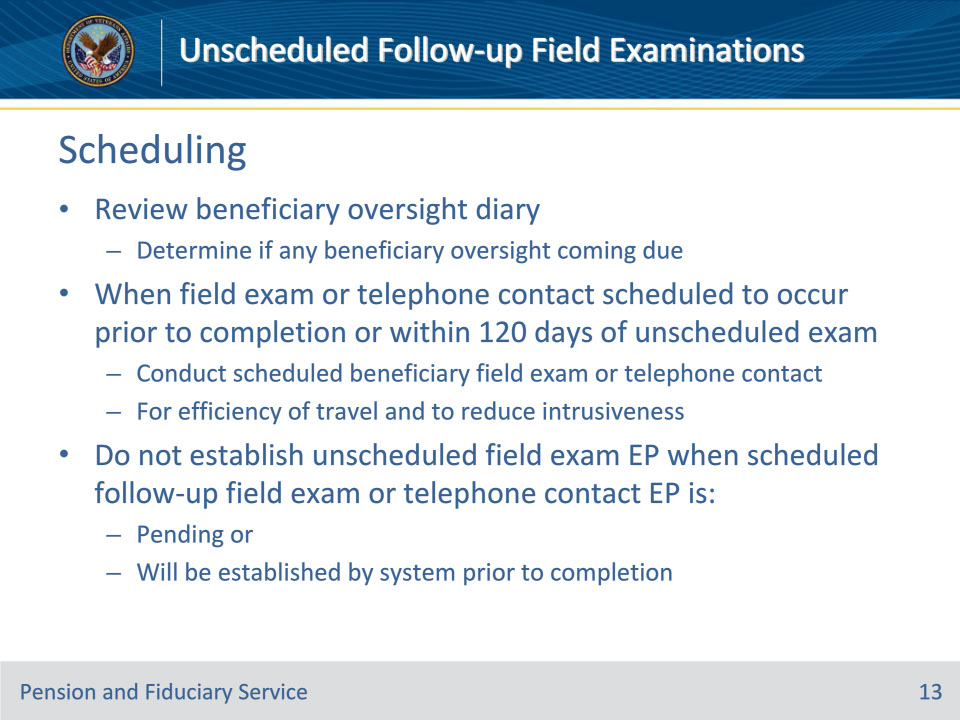 Unscheduled Follow-up Field Examinations
Scheduling
• Review beneficiary oversight diary
– Determine if any beneficiary oversight coming due
• When field exam or telephone contact scheduled to occur
prior to completion or within 120 days of unscheduled exam
– Conduct scheduled beneficiary field exam or telephone contact
– For efficiency of travel and to reduce intrusiveness
• Do not establish unscheduled field exam EP when scheduled
follow-up field exam or telephone contact EP is:
– Pending or
– Will be established by system prior to completion
Pension and Fiduciary Service
13